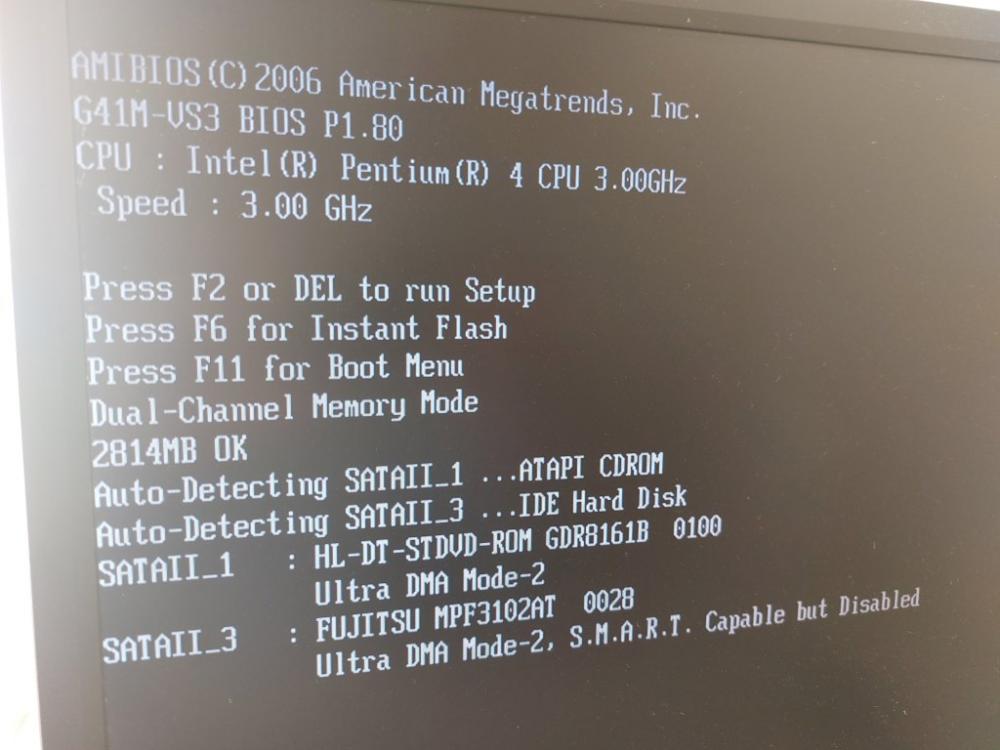 AMIBIOS(C)2006 American Megatrends, Inc.
G41M-VS3 BIOS P1.80
CPU : Intel(R) Pentium(R) 4 CPU 3.00GHz
Speed : 3.00 GHz
Press F2 or DEL to run Setup
Press F6 for Instant Flash
Press F11 for Boot Menu
Dual-Channel Memory Mode
2814MB OK
Auto-Detecting SATAII_1 ...ATAPI CDROM
Auto-Detecting SATAII_3 ...IDE Hard Disk
SATAII_1 : HL-DT-STDVD-ROM GDR8161B 0100
Ultra DMA Mode-2
SATAII_3 : FUJITSU MPF3102AT 0028
Ultra DMA Mode-2, S.M.A.R.T. Capable but Disabled